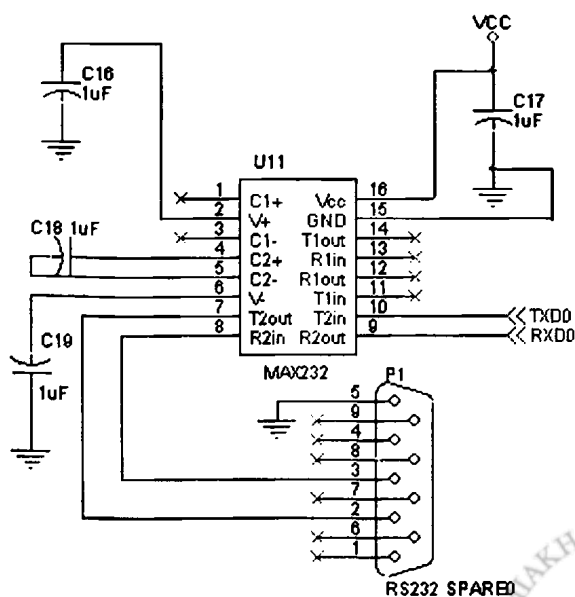 VCC
C16
1uF
C17
1uF
U11
1 C1+ Vcc 16
2 V+ GND 15
3 C1- T1out 14
C18 1uF
4 C2+ R1in 13
5 C2- R1out 12
6 V- T1in 11
7 T2out T2in 10 TXD0
8 R2in R2out 9 RXD0
C19
1uF
MAX232
P1
5
9
4
8
3
7
2
6
1
RS232 SPARE0